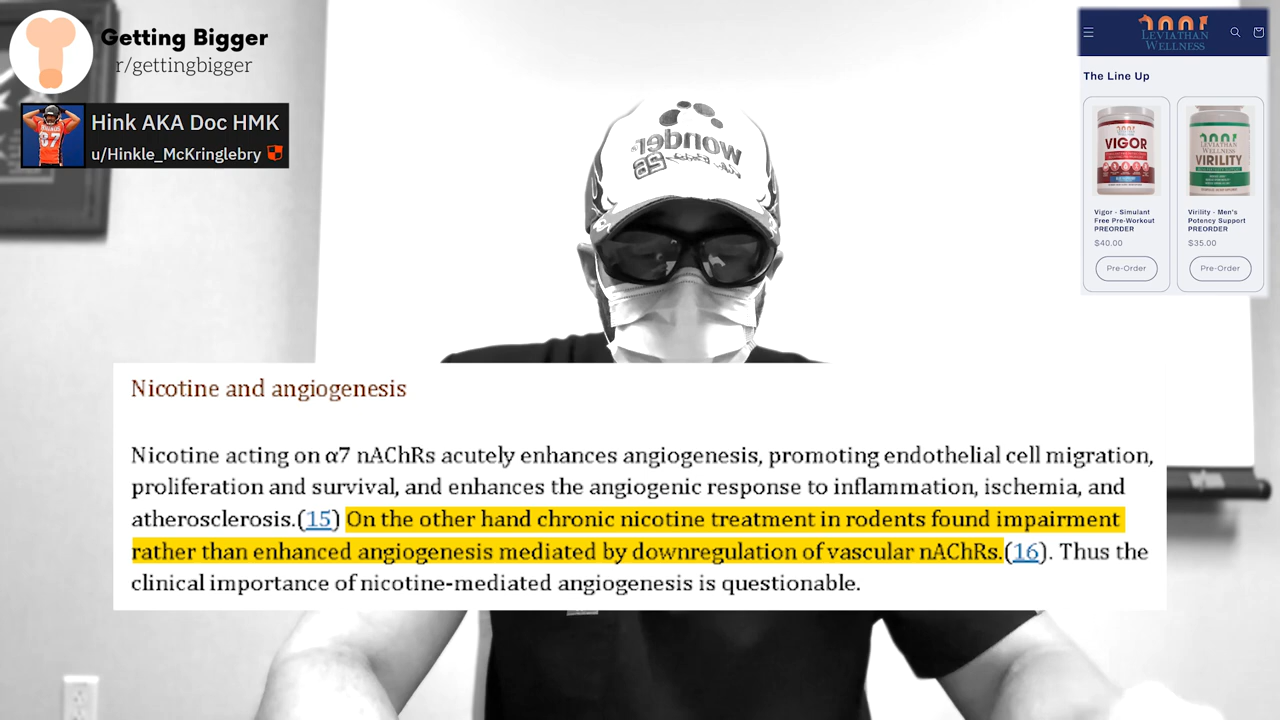 Getting Bigger
r/gettingbigger
Hink AKA Doc HMK
u/Hinkle_McKringlebry
LEVIATHAN
WELLNESS
The Line Up
LEVIATHAN
WELLNESS
VIGOR
LEVIATHAN
WELLNESS
VIRILITY
Vigor - Simulant
Free Pre-Workout
PREORDER
$40.00
Pre-Order
Virility - Men's
Potency Support
PREORDER
$35.00
Pre-Order
wonder
Nicotine and angiogenesis
Nicotine acting on α7 nAChRs acutely enhances angiogenesis, promoting endothelial cell migration,
proliferation and survival, and enhances the angiogenic response to inflammation, ischemia, and
atherosclerosis.(15) On the other hand chronic nicotine treatment in rodents found impairment
rather than enhanced angiogenesis mediated by downregulation of vascular nAChRs.(16). Thus the
clinical importance of nicotine-mediated angiogenesis is questionable.